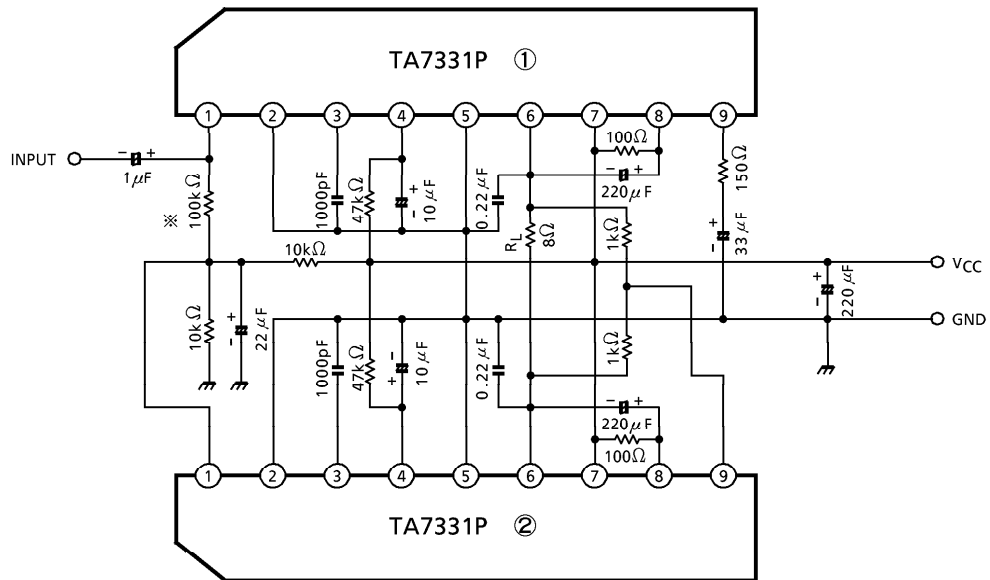 TA7331P ①
1 2 3 4 5 6 7 8 9
INPUT
− +
1μF
※
100kΩ
1000pF
47kΩ
+
−
10μF
0.22μF
100Ω
− +
220μF
150Ω
+
−
33μF
RL
8Ω
1kΩ
10kΩ
VCC
+
−
220μF
GND
10kΩ
+
−
22μF
1000pF
47kΩ
−
+
10μF
0.22μF
1kΩ
− +
220μF
100Ω
1 2 3 4 5 6 7 8 9
TA7331P ②